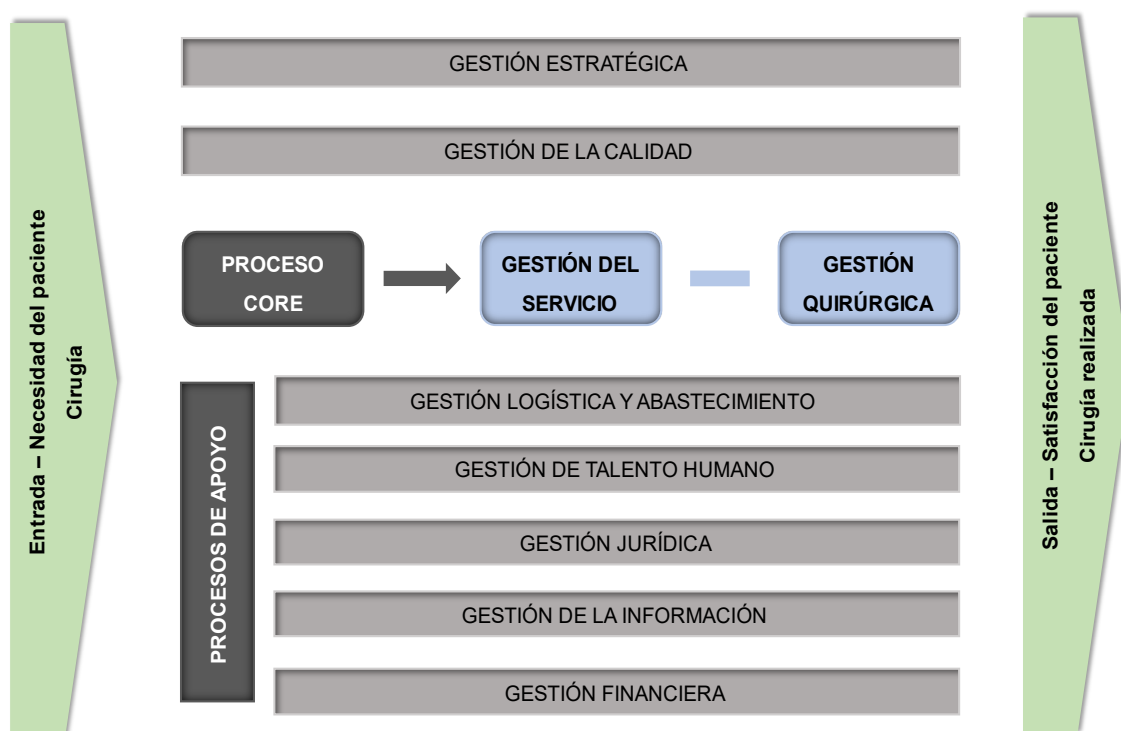 Entrada – Necesidad del paciente
Cirugía
GESTIÓN ESTRATÉGICA
GESTIÓN DE LA CALIDAD
PROCESO
CORE
GESTIÓN DEL
SERVICIO
GESTIÓN
QUIRÚRGICA
PROCESOS DE APOYO
GESTIÓN LOGÍSTICA Y ABASTECIMIENTO
GESTIÓN DE TALENTO HUMANO
GESTIÓN JURÍDICA
GESTIÓN DE LA INFORMACIÓN
GESTIÓN FINANCIERA
Salida – Satisfacción del paciente
Cirugía realizada